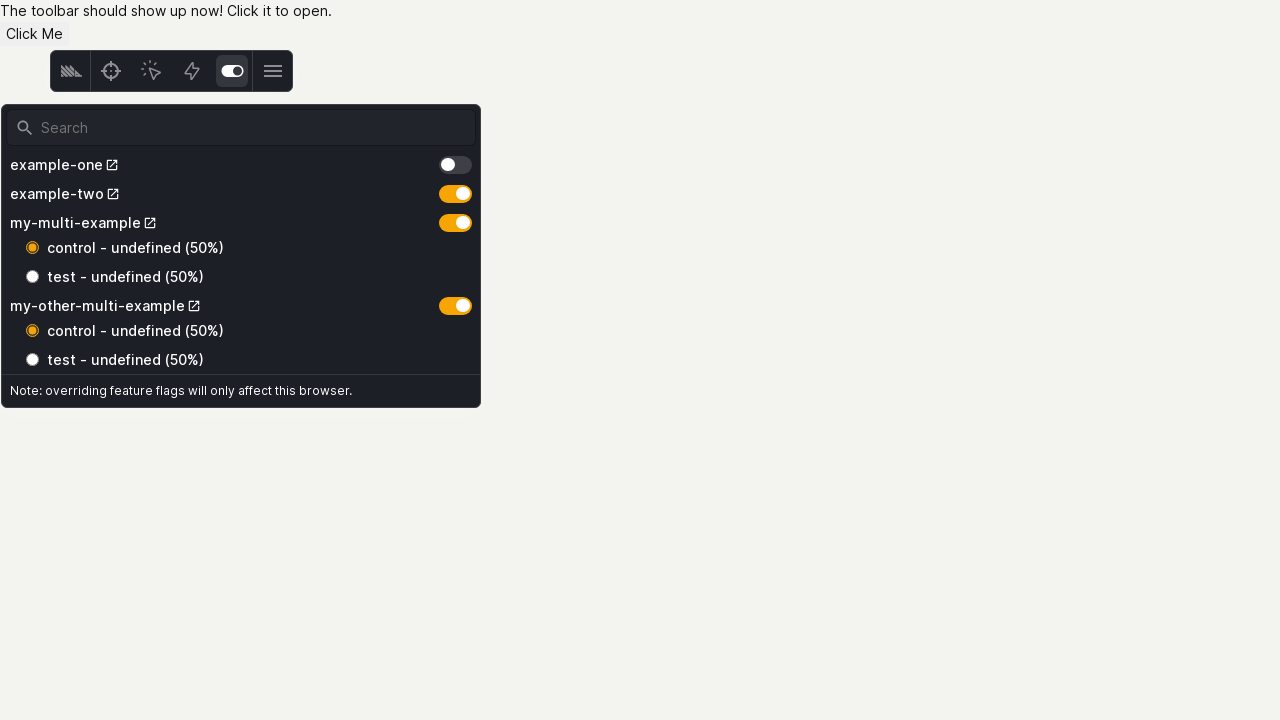 The toolbar should show up now! Click it to open.
Click Me
Search
example-one
example-two
my-multi-example
control - undefined (50%)
test - undefined (50%)
my-other-multi-example
control - undefined (50%)
test - undefined (50%)
Note: overriding feature flags will only affect this browser.